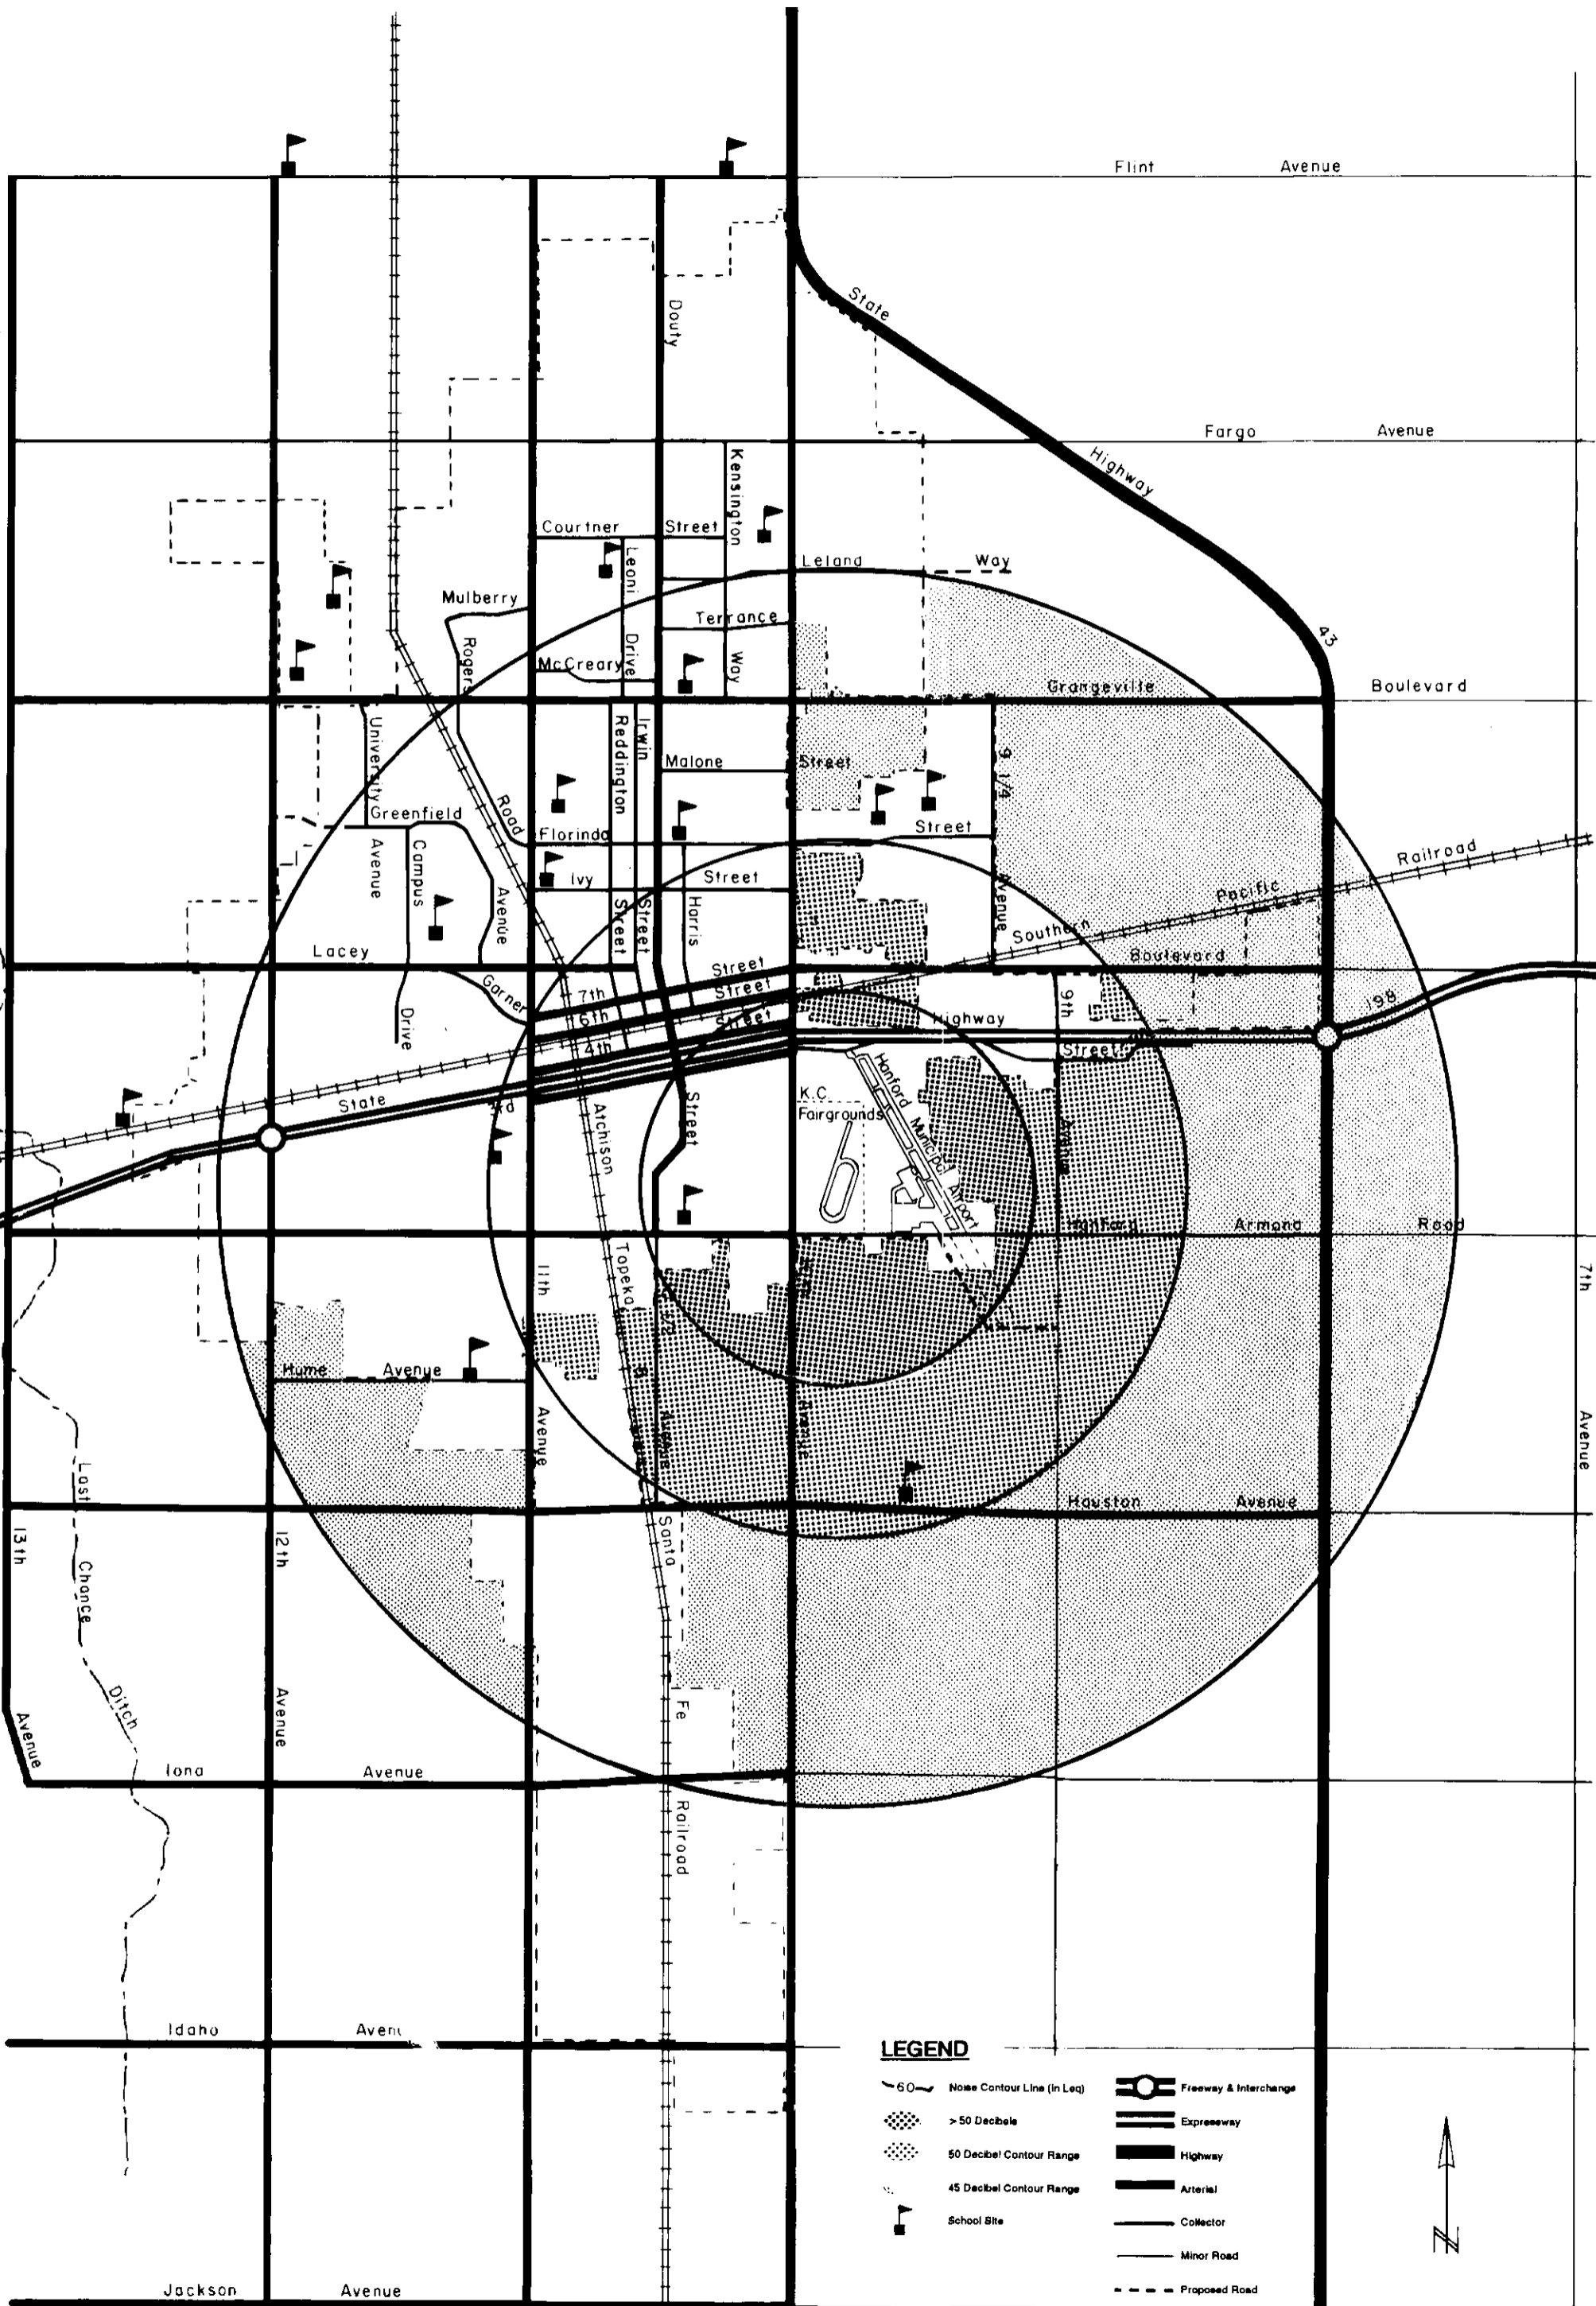 Flint Avenue
State
Douty
Fargo Avenue
Highway
Kensington
Courtner Street
Leoni
Leland Way
Mulberry
Terrance
43
Rogers
Drive
Way
McCreary
Grangeville Boulevard
University
Reddington
Irwin
Malone Street
9 1/4
Greenfield
Road
Florinda
Street
Avenue
Campus
Railroad
Ivy Street
Pacific
Avenue
Street
Street
Harris
Avenue
Southern
Lacey
Street
Boulevard
Garner
7th
Street
9th
198
6th
Street
Highway
Drive
4th
Street
Hanford Municipal Airport
K.C.
Fairgrounds
State
3rd
Atchison
Street
Avenue
Hanford Armona Road
11th
Topeka
7th
Hume Avenue
Avenue
Avenue
Avenue
Avenue
Last
Houston Avenue
13th
12th
Santa
Chance
Ditch
Avenue
Avenue
Fe
Iona Avenue
Railroad
Idaho Aven
LEGEND
60 Noise Contour Line (in Leq)
> 50 Decibels
50 Decibel Contour Range
45 Decibel Contour Range
School Site
Freeway & Interchange
Expressway
Highway
Arterial
Collector
Minor Road
Proposed Road
N
Jackson Avenue